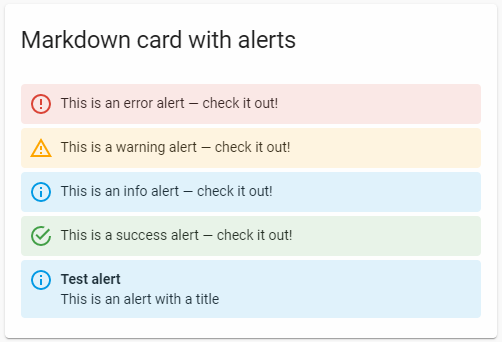 Markdown card with alerts
This is an error alert — check it out!
This is a warning alert — check it out!
This is an info alert — check it out!
This is a success alert — check it out!
Test alert
This is an alert with a title